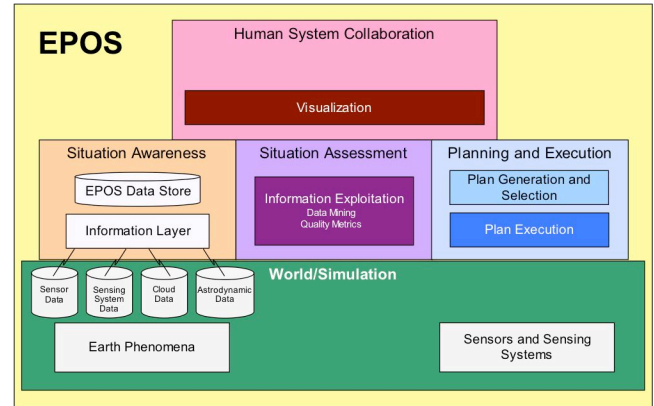 EPOS
Human System Collaboration
Visualization
Situation Awareness
EPOS Data Store
Information Layer
Situation Assessment
Information Exploitation
Data Mining
Quality Metrics
Planning and Execution
Plan Generation and
Selection
Plan Execution
World/Simulation
Sensor
Data
Sensing
System
Data
Cloud
Data
Astrodynamic
Data
Earth Phenomena
Sensors and Sensing
Systems